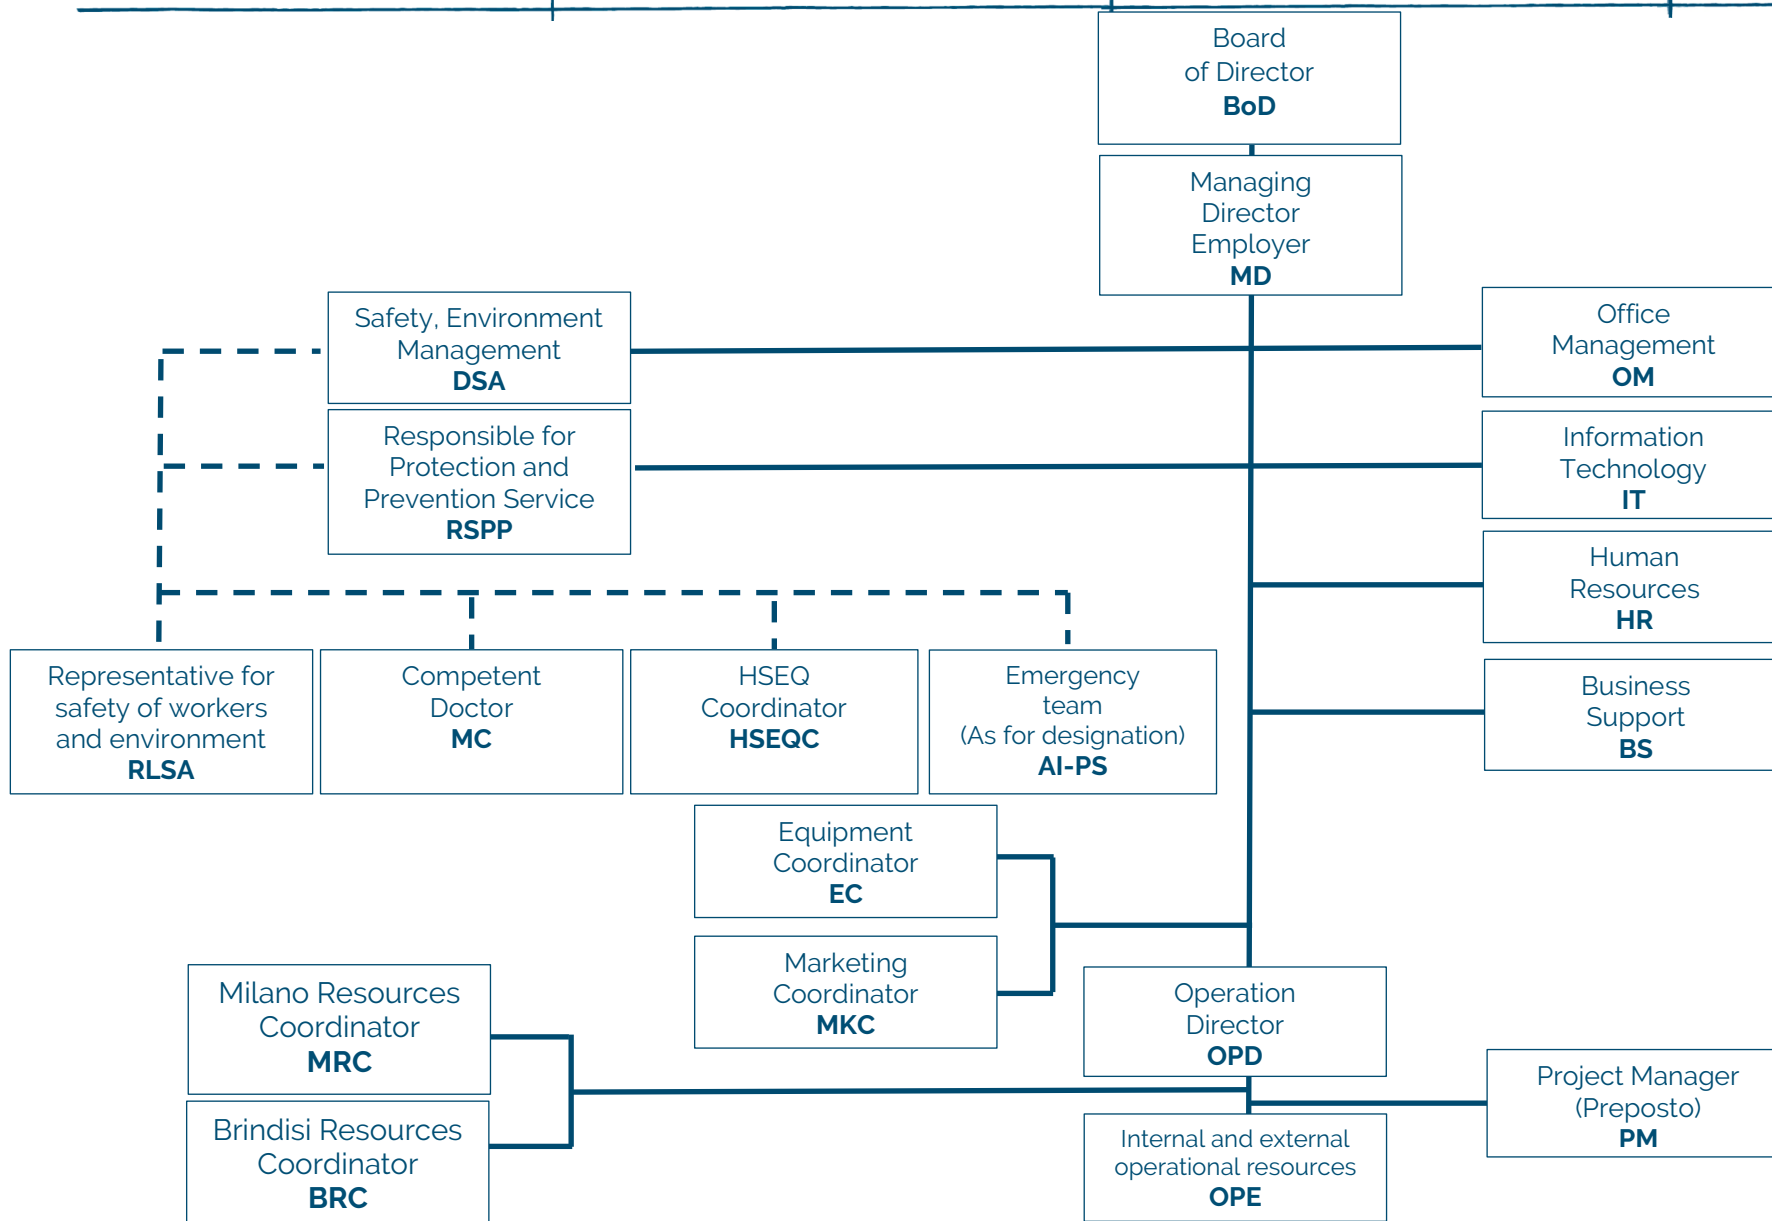 Board
of Director
BoD
Managing
Director
Employer
MD
Safety, Environment
Management
DSA
Office
Management
OM
Responsible for
Protection and
Prevention Service
RSPP
Information
Technology
IT
Human
Resources
HR
Representative for
safety of workers
and environment
RLSA
Competent
Doctor
MC
HSEQ
Coordinator
HSEQC
Emergency
team
(As for designation)
AI-PS
Business
Support
BS
Equipment
Coordinator
EC
Marketing
Coordinator
MKC
Milano Resources
Coordinator
MRC
Operation
Director
OPD
Project Manager
(Preposto)
PM
Brindisi Resources
Coordinator
BRC
Internal and external
operational resources
OPE